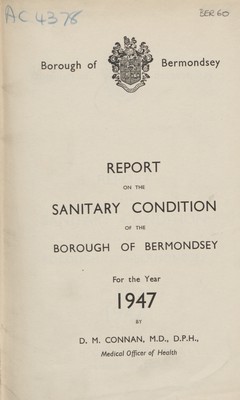 AC 4378
BER 60
Borough of Bermondsey
REPORT
ON THE
SANITARY CONDITION
OF THE
BOROUGH OF BERMONDSEY
For the Year
1947
BY
D. M. CONNAN, M.D., D.P.H.,
Medical Officer of Health